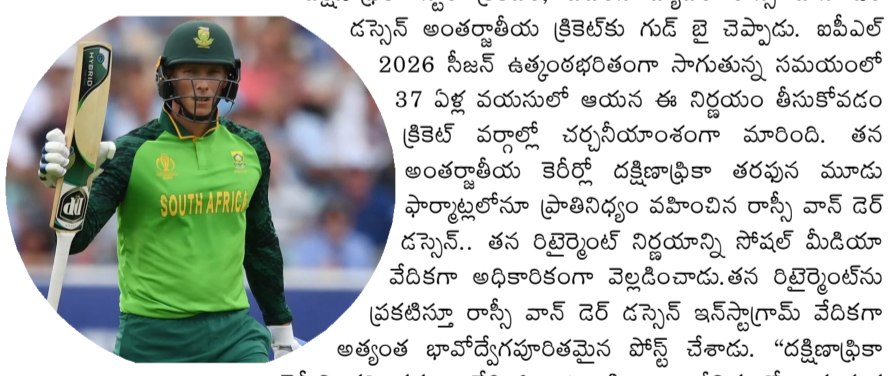 డస్సెన్ అంతర్జాతీయ క్రికెట్‌కు గుడ్ బై చెప్పాడు. ఐపీఎల్
2026 సీజన్ ఉత్కంఠభరితంగా సాగుతున్న సమయంలో
37 ఏళ్ల వయసులో ఆయన ఈ నిర్ణయం తీసుకోవడం
క్రికెట్ వర్గాల్లో చర్చనీయాంశంగా మారింది. తన
అంతర్జాతీయ కెరీర్లో దక్షిణాఫ్రికా తరఫున మూడు
ఫార్మాట్లలోనూ ప్రాతినిధ్యం వహించిన రాస్సీ వాన్ డెర్
డస్సెన్.. తన రిటైర్మెంట్ నిర్ణయాన్ని సోషల్ మీడియా
వేదికగా అధికారికంగా వెల్లడించాడు.తన రిటైర్మెంట్‌ను
ప్రకటిస్తూ రాస్సీ వాన్ డెర్ డస్సెన్ ఇన్‌స్టాగ్రామ్ వేదికగా
అత్యంత భావోద్వేగపూరితమైన పోస్ట్ చేశాడు. “దక్షిణాఫ్రికా
HYBRID
SOUTH AFRICA